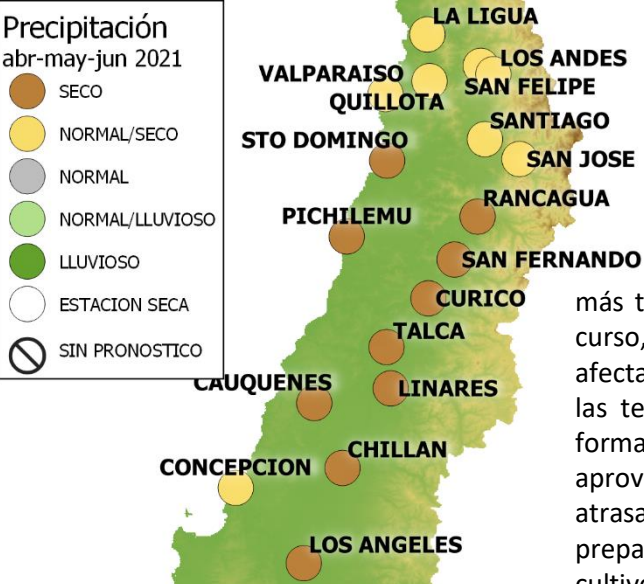 Precipitación
abr-may-jun 2021
SECO
NORMAL/SECO
NORMAL
NORMAL/LLUVIOSO
LLUVIOSO
ESTACION SECA
SIN PRONOSTICO
LA LIGUA
LOS ANDES
VALPARAISO
SAN FELIPE
QUILLOTA
SANTIAGO
STO DOMINGO
SAN JOSE
RANCAGUA
PICHILEMU
SAN FERNANDO
CURICO
TALCA
CAUQUENES
LINARES
CHILLAN
CONCEPCION
LOS ANGELES
más t
curso,
afecta
las te
forma
aprov
atrasa
prepa
cultiv